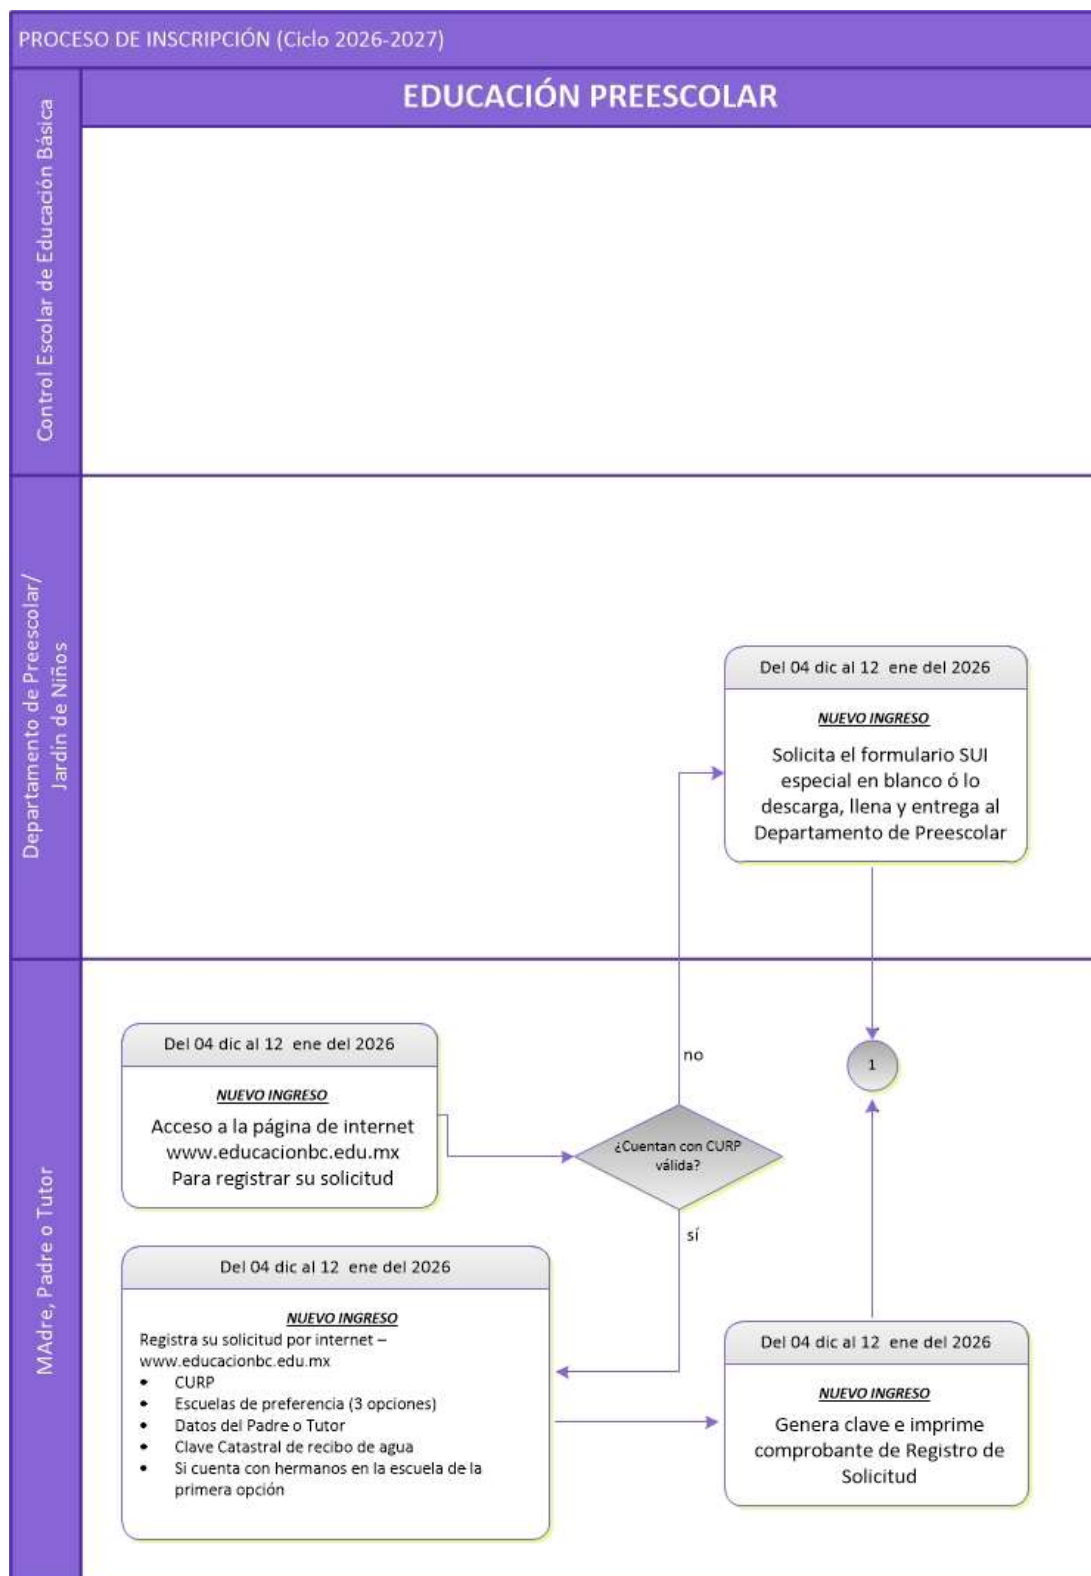 PROCESO DE INSCRIPCIÓN (Ciclo 2026-2027)
EDUCACIÓN PREESCOLAR
Control Escolar de Educación Básica
Departamento de Preescolar/
Jardín de Niños
Del 04 dic al 12 ene del 2026
NUEVO INGRESO
Solicita el formulario SUI
especial en blanco ó lo
descarga, llena y entrega al
Departamento de Preescolar
MAdre, Padre o Tutor
Del 04 dic al 12 ene del 2026
NUEVO INGRESO
Acceso a la página de internet
www.educacionbc.edu.mx
Para registrar su solicitud
no
¿Cuentan con CURP
válida?
sí
1
Del 04 dic al 12 ene del 2026
NUEVO INGRESO
Registra su solicitud por internet –
www.educacionbc.edu.mx
• CURP
• Escuelas de preferencia (3 opciones)
• Datos del Padre o Tutor
• Clave Catastral de recibo de agua
• Si cuenta con hermanos en la escuela de la
primera opción
Del 04 dic al 12 ene del 2026
NUEVO INGRESO
Genera clave e imprime
comprobante de Registro de
Solicitud